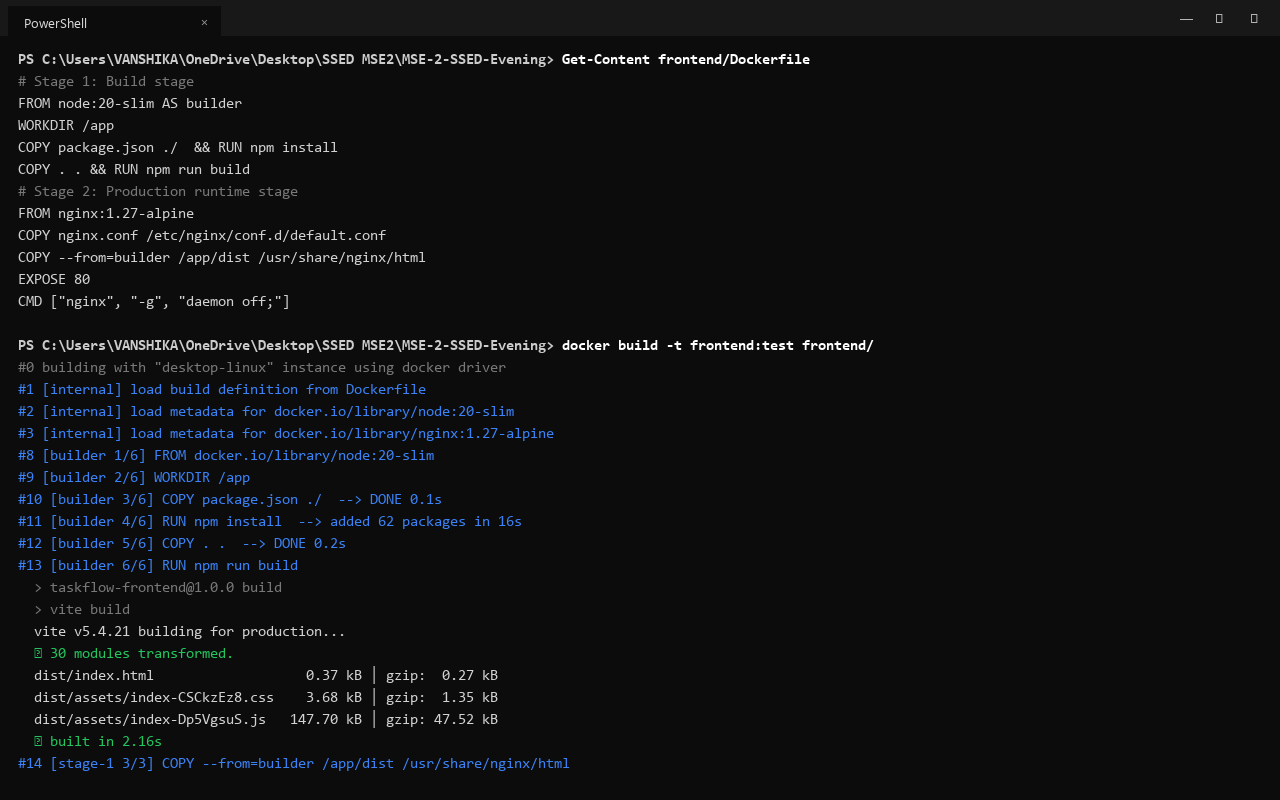 PowerShell ×
PS C:\Users\VANSHIKA\OneDrive\Desktop\SSED MSE2\MSE-2-SSED-Evening> Get-Content frontend/Dockerfile
# Stage 1: Build stage
FROM node:20-slim AS builder
WORKDIR /app
COPY package.json ./  && RUN npm install
COPY . . && RUN npm run build
# Stage 2: Production runtime stage
FROM nginx:1.27-alpine
COPY nginx.conf /etc/nginx/conf.d/default.conf
COPY --from=builder /app/dist /usr/share/nginx/html
EXPOSE 80
CMD ["nginx", "-g", "daemon off;"]
PS C:\Users\VANSHIKA\OneDrive\Desktop\SSED MSE2\MSE-2-SSED-Evening> docker build -t frontend:test frontend/
#0 building with "desktop-linux" instance using docker driver
#1 [internal] load build definition from Dockerfile
#2 [internal] load metadata for docker.io/library/node:20-slim
#3 [internal] load metadata for docker.io/library/nginx:1.27-alpine
#8 [builder 1/6] FROM docker.io/library/node:20-slim
#9 [builder 2/6] WORKDIR /app
#10 [builder 3/6] COPY package.json ./  --> DONE 0.1s
#11 [builder 4/6] RUN npm install  --> added 62 packages in 16s
#12 [builder 5/6] COPY . .  --> DONE 0.2s
#13 [builder 6/6] RUN npm run build
> taskflow-frontend@1.0.0 build
> vite build
vite v5.4.21 building for production...
30 modules transformed.
dist/index.html                   0.37 kB │ gzip:  0.27 kB
dist/assets/index-CSCkzEz8.css    3.68 kB │ gzip:  1.35 kB
dist/assets/index-Dp5VgsuS.js   147.70 kB │ gzip: 47.52 kB
built in 2.16s
#14 [stage-1 3/3] COPY --from=builder /app/dist /usr/share/nginx/html